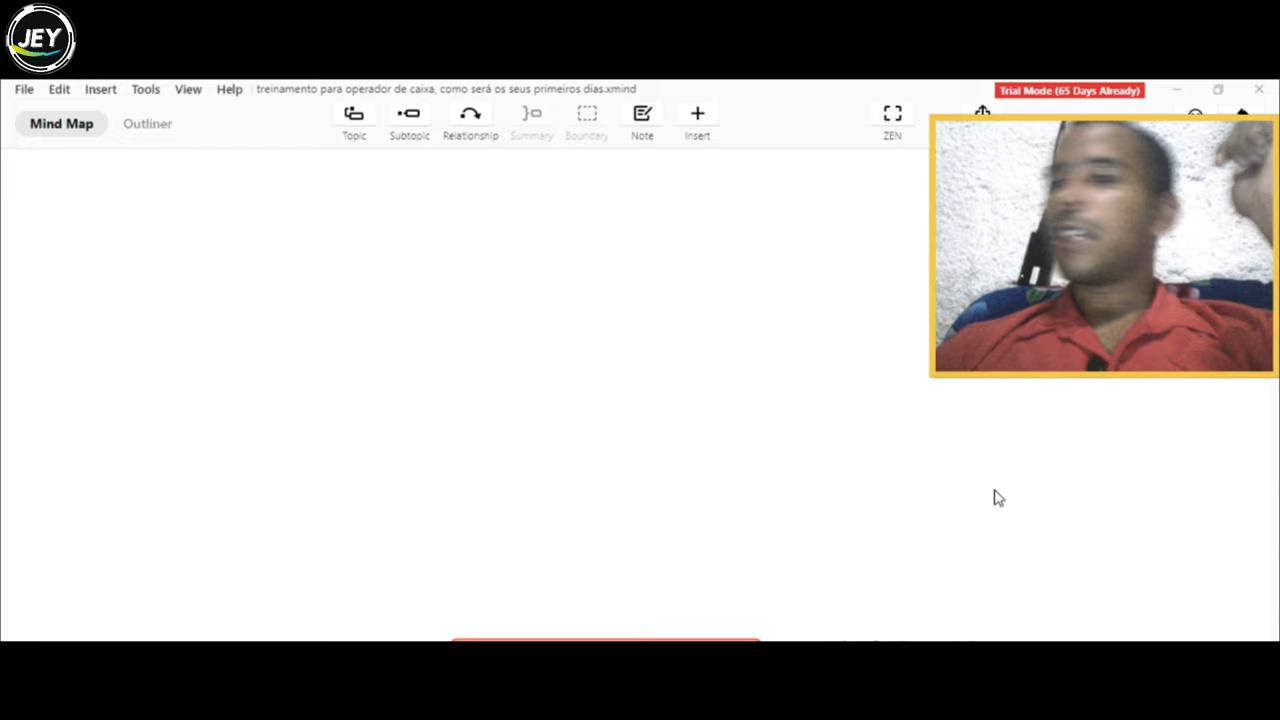 JEY
File Edit Insert Tools View Help treinamento para operador de caixa, como será os seus primeiros dias.xmind Trial Mode (65 Days Already)
Mind Map Outliner
Topic Subtopic Relationship Summary Boundary Note Insert ZEN